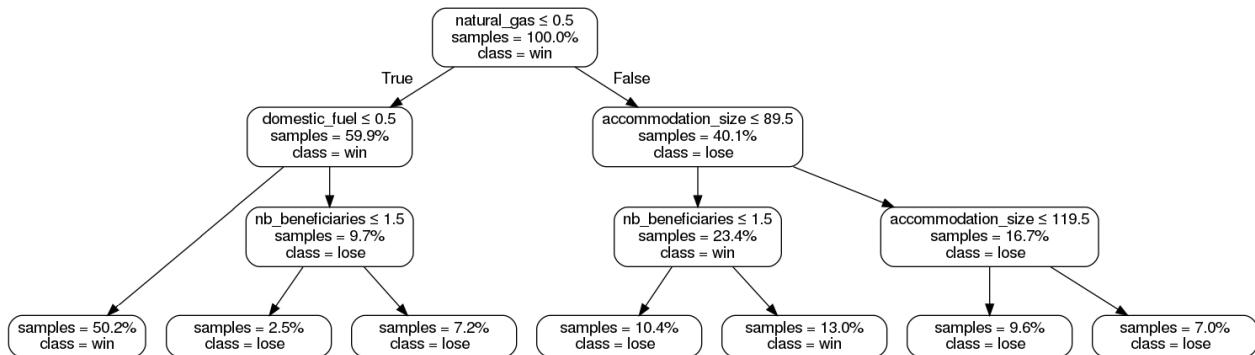 natural_gas ≤ 0.5
samples = 100.0%
class = win
True
False
domestic_fuel ≤ 0.5
samples = 59.9%
class = win
accommodation_size ≤ 89.5
samples = 40.1%
class = lose
nb_beneficiaries ≤ 1.5
samples = 9.7%
class = lose
nb_beneficiaries ≤ 1.5
samples = 23.4%
class = win
accommodation_size ≤ 119.5
samples = 16.7%
class = lose
samples = 50.2%
class = win
samples = 2.5%
class = lose
samples = 7.2%
class = lose
samples = 10.4%
class = lose
samples = 13.0%
class = win
samples = 9.6%
class = lose
samples = 7.0%
class = lose